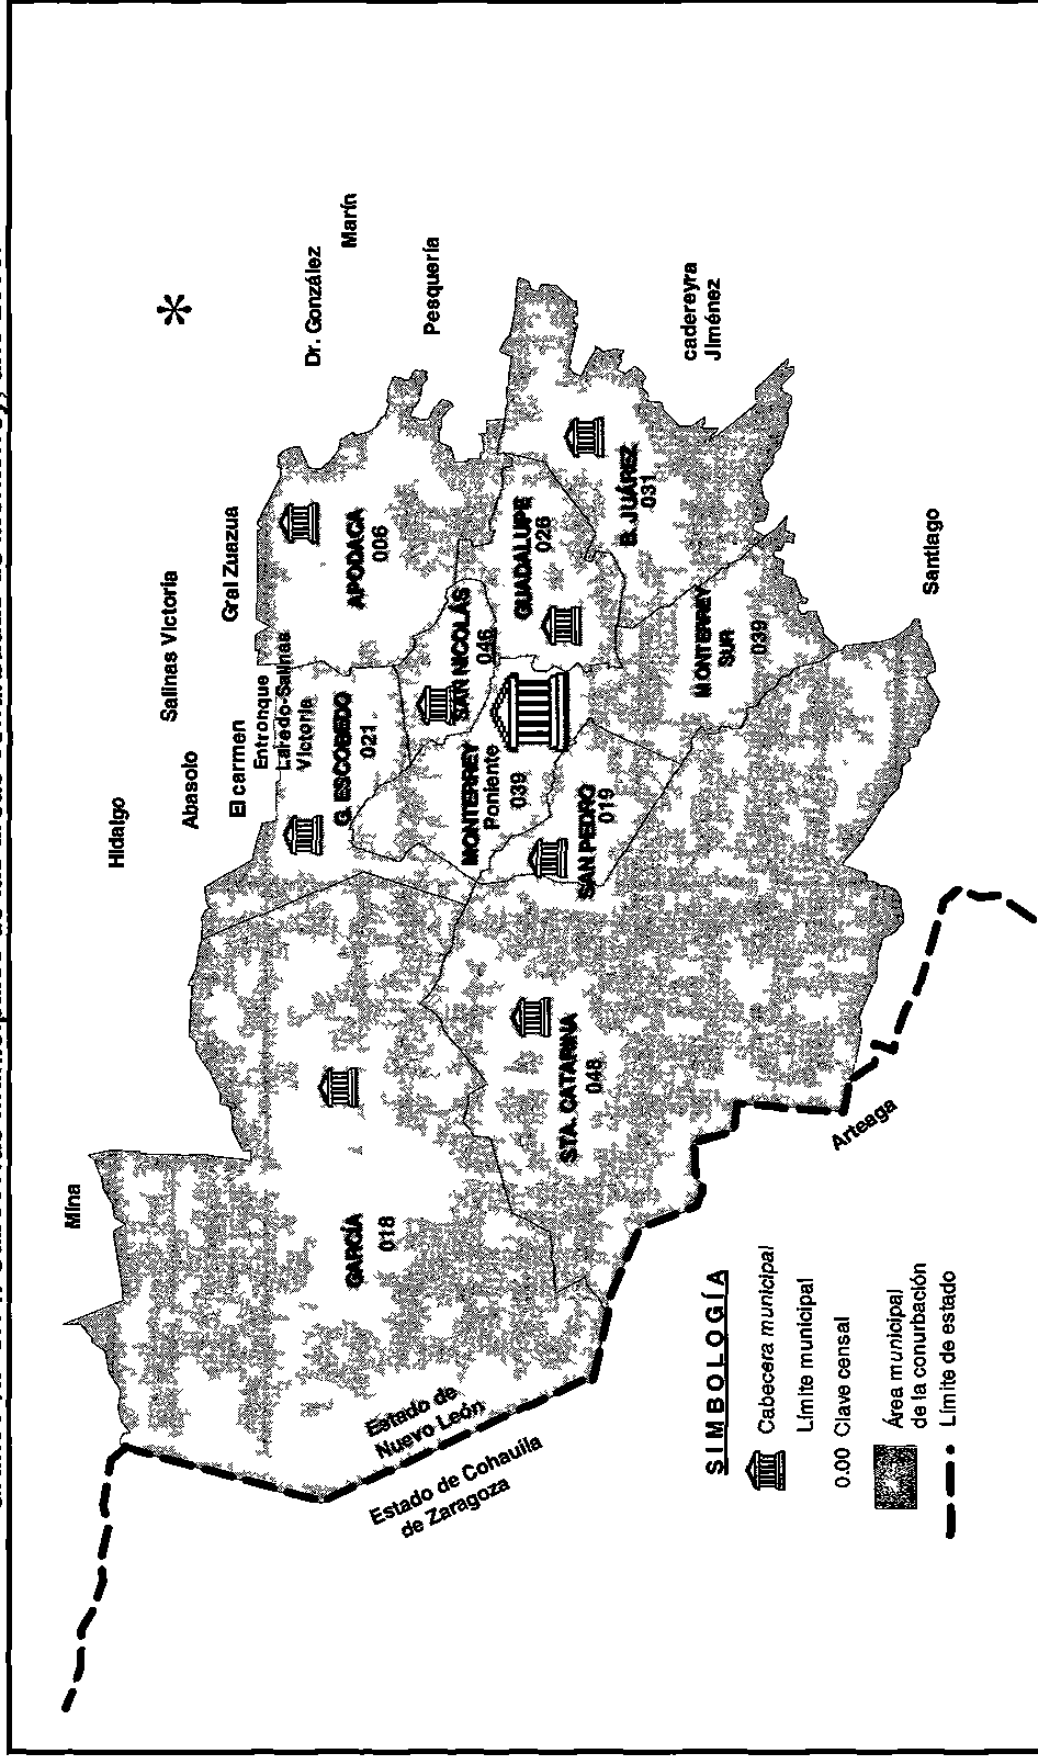 Mina
Hidalgo
Abasolo
Salinas Victoria
El carmen
Gral Zuazua
Entronque
Laredo-Salinas
Victoria
Dr. González
Marín
Pesquería
cadereyra
Jiménez
Santiago
Arteaga
*
GARCÍA
018
G. ESCOBEDO
021
APODACA
006
SAN NICOLÁS
046
GUADALUPE
026
B. JUÁREZ
031
MONTERREY
Poniente
039
SAN PEDRO
019
MONTERREY
SUR
039
STA. CATARINA
048
Estado de
Nuevo León
Estado de Cohauila
de Zaragoza
SIMBOLOGÍA
Cabecera municipal
Límite municipal
0.00 Clave censal
Área municipal
de la conurbación
Límite de estado